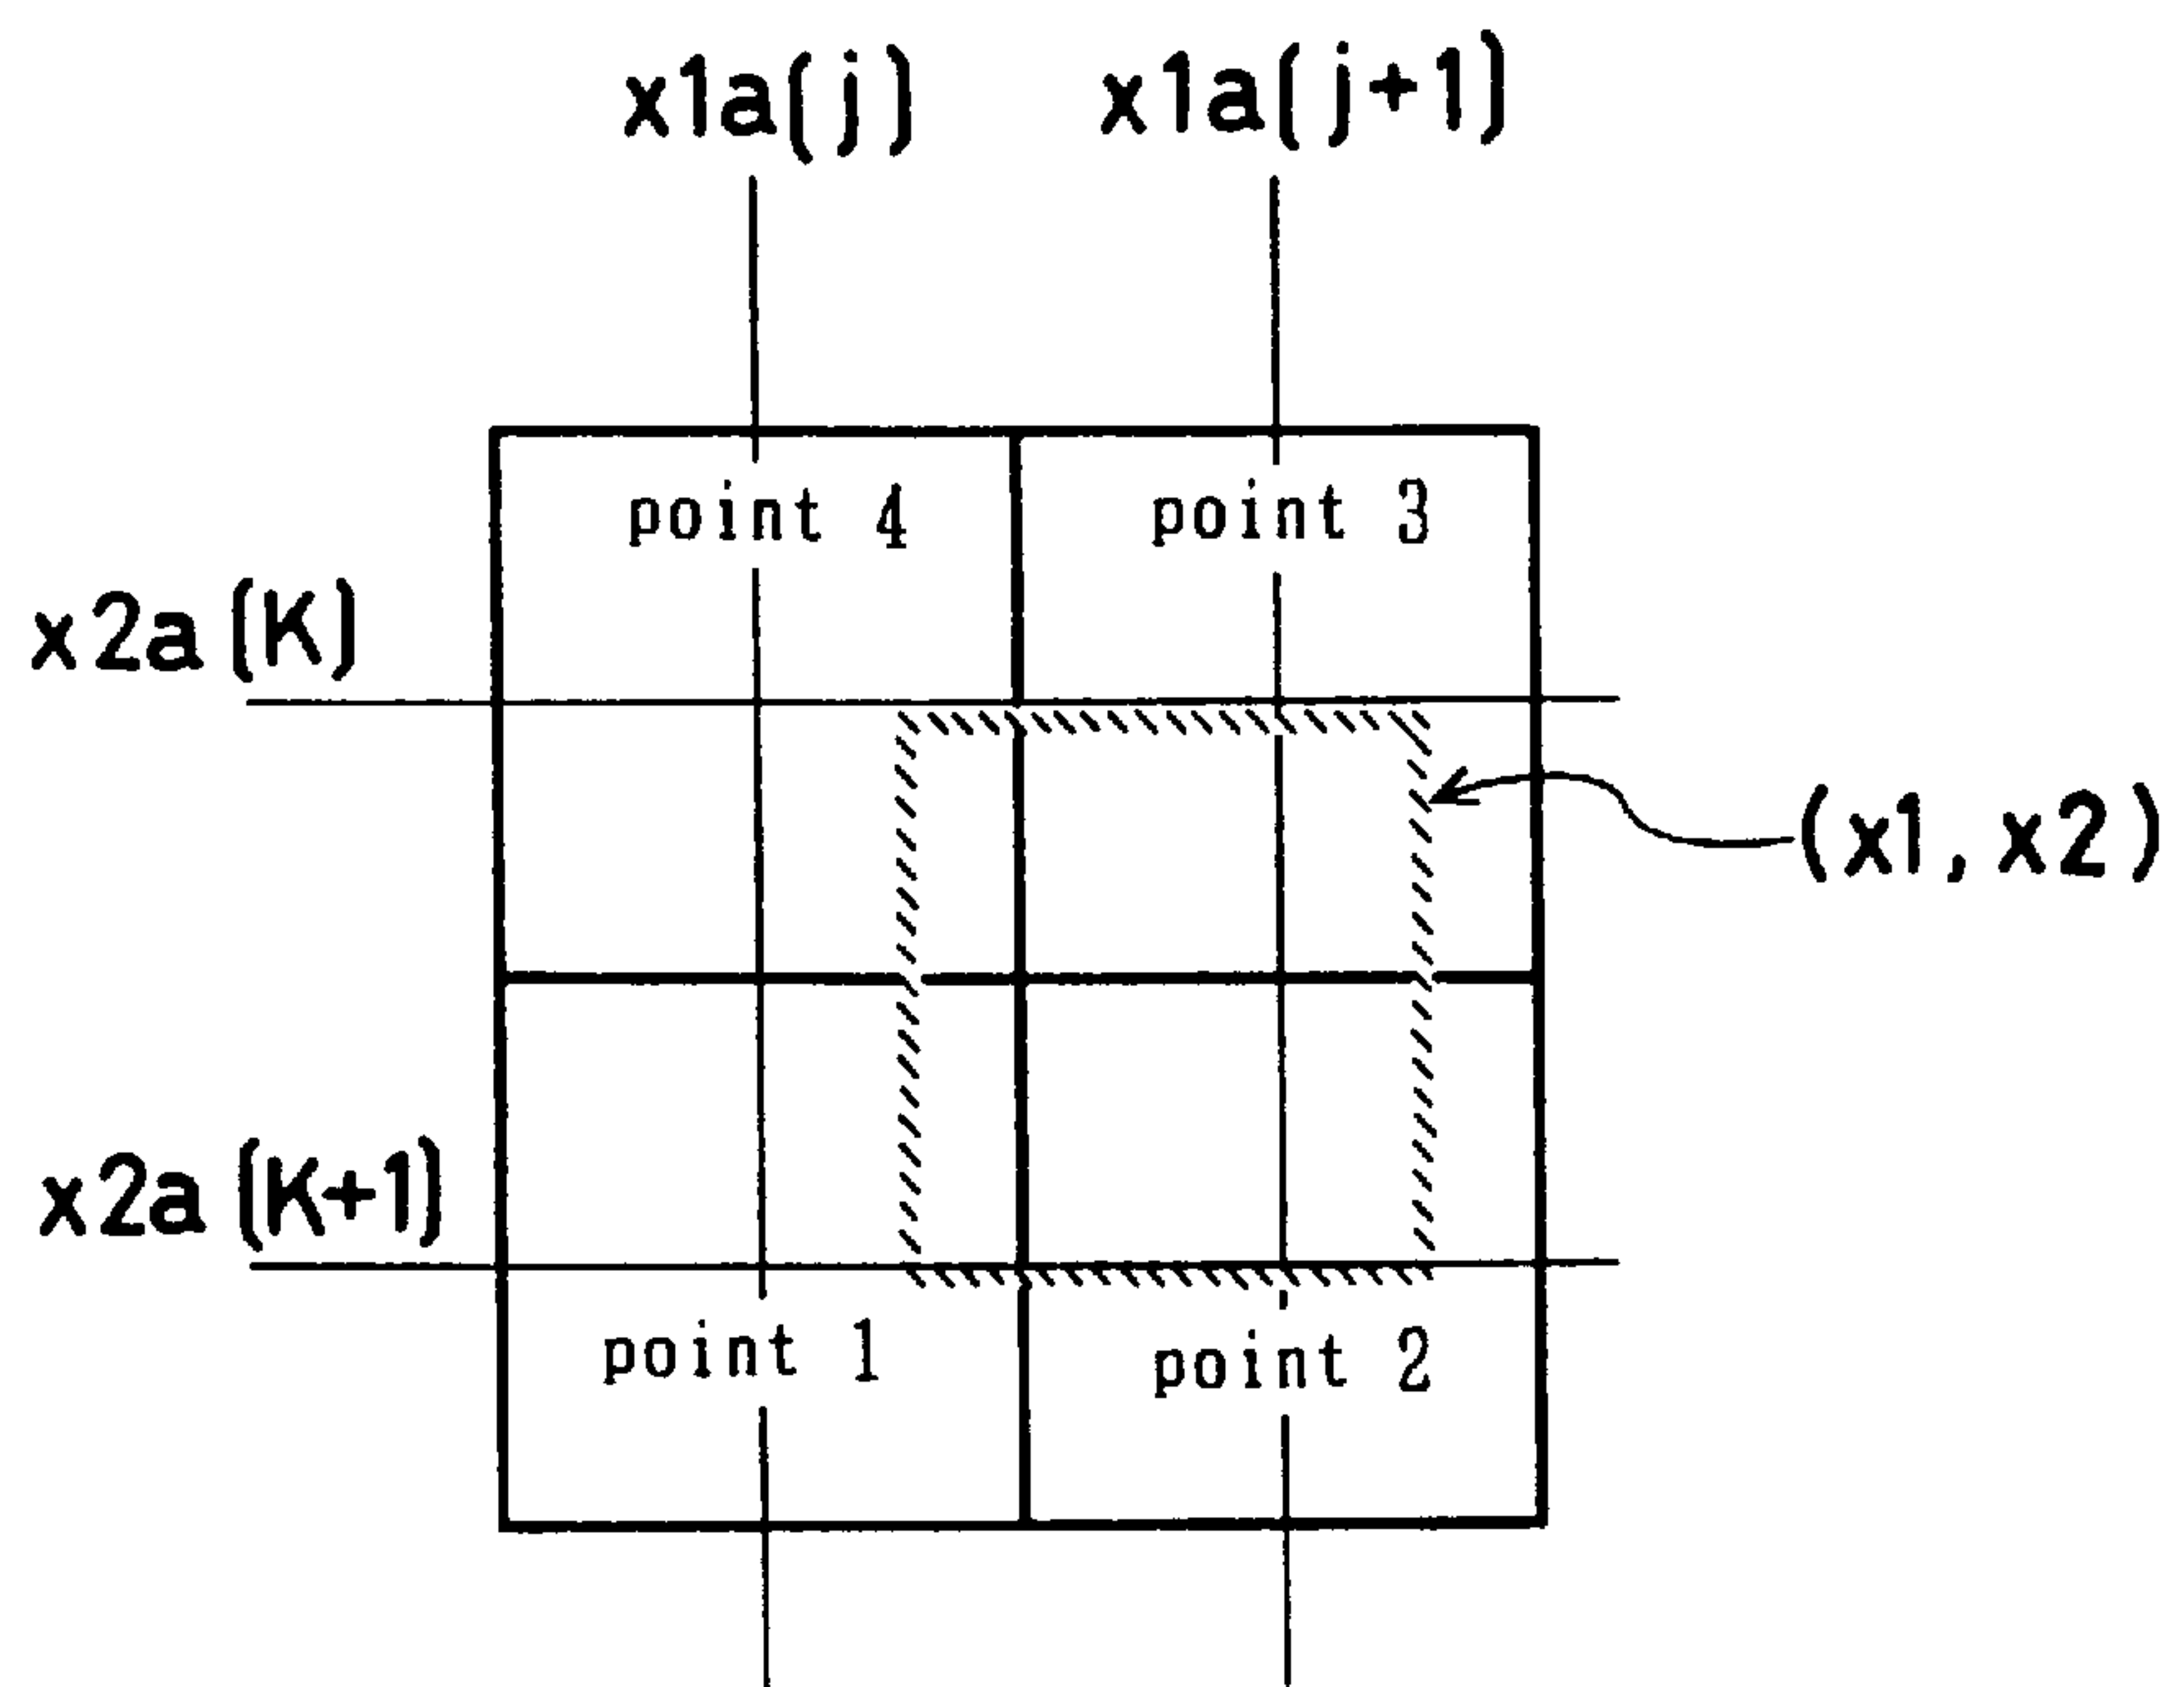 x1a(j) x1a(j+1)
point 4 point 3
x2a(K)
(x1,x2)
x2a(K+1)
point 1 point 2